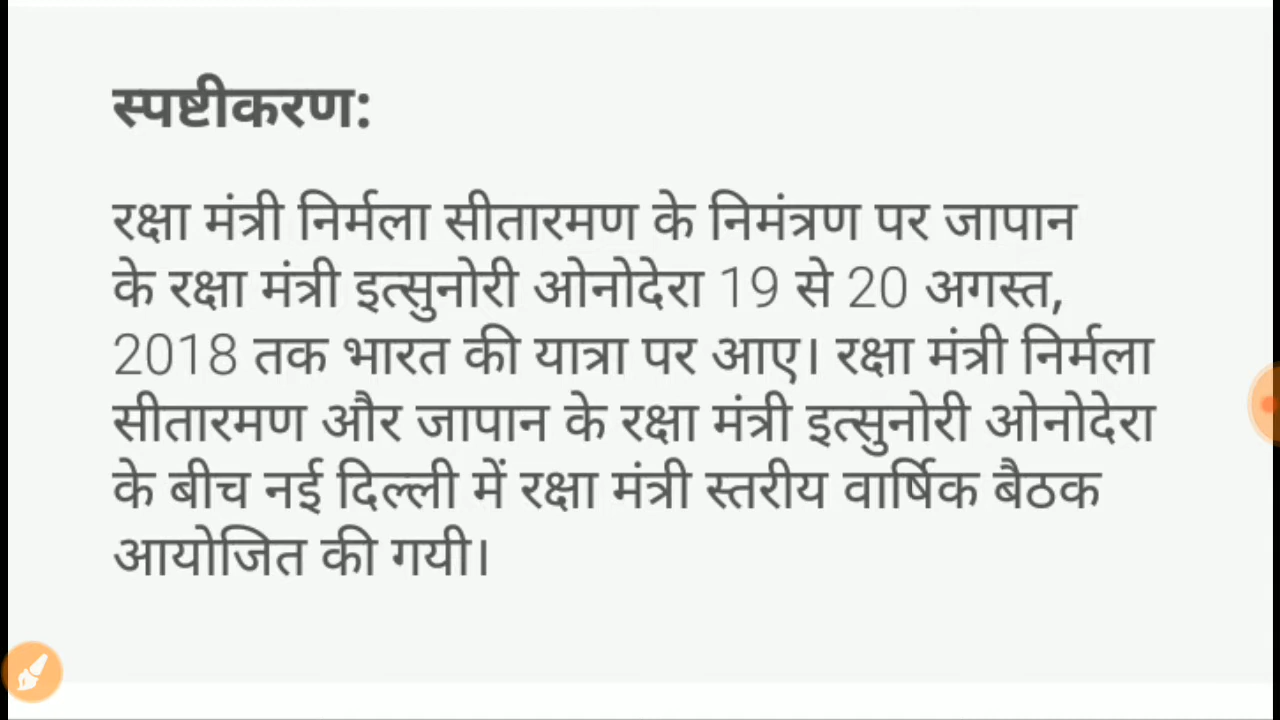 स्पष्टीकरण:
रक्षा मंत्री निर्मला सीतारमण के निमंत्रण पर जापान
के रक्षा मंत्री इत्सुनोरी ओनोदेरा 19 से 20 अगस्त,
2018 तक भारत की यात्रा पर आए। रक्षा मंत्री निर्मला
सीतारमण और जापान के रक्षा मंत्री इत्सुनोरी ओनोदेरा
के बीच नई दिल्ली में रक्षा मंत्री स्तरीय वार्षिक बैठक
आयोजित की गयी।